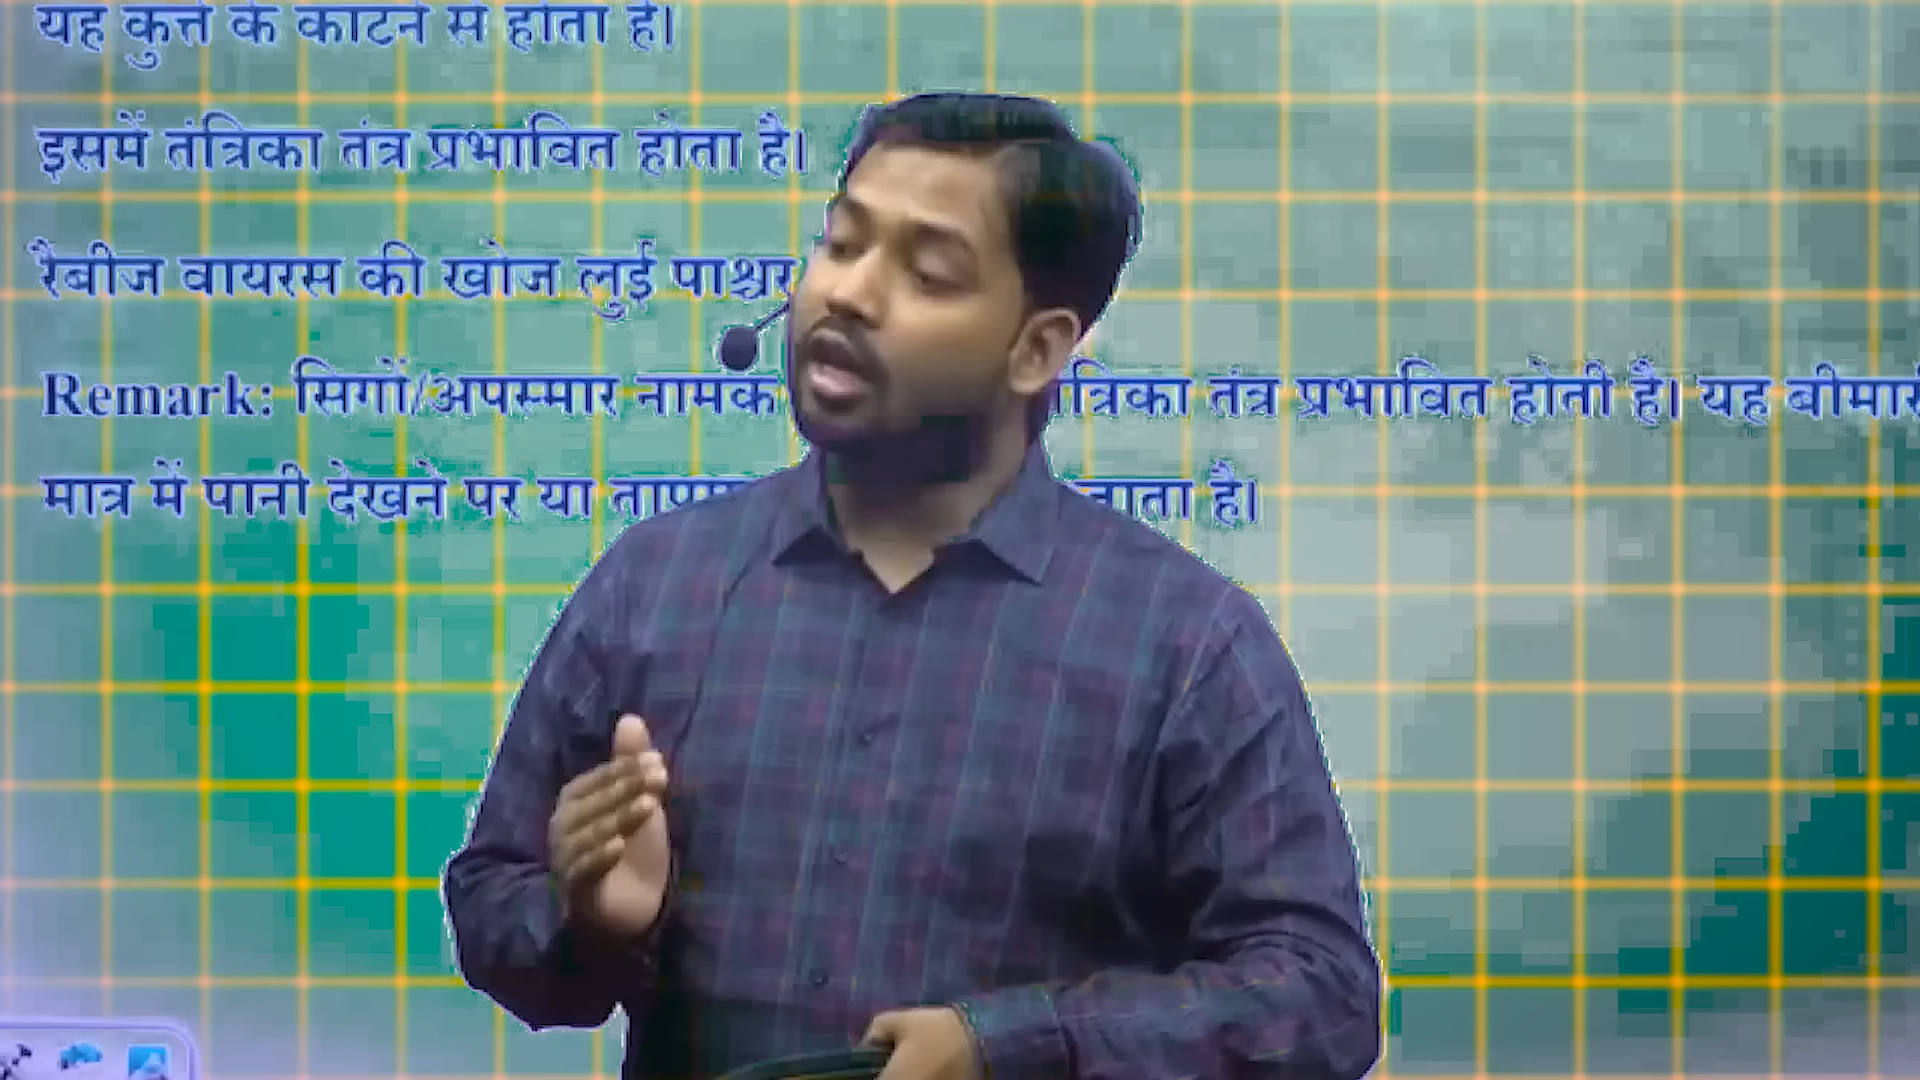 यह कुत्ते के काटने से होता है।
इसमें तंत्रिका तंत्र प्रभावित होता है।
रैबीज वायरस की खोज लुई पाश्चर
Remark: मिर्गी/अपस्मार नामक तंत्रिका तंत्र प्रभावित होती है। यह बीमारी
मात्र में पानी देखने पर या जाता है।